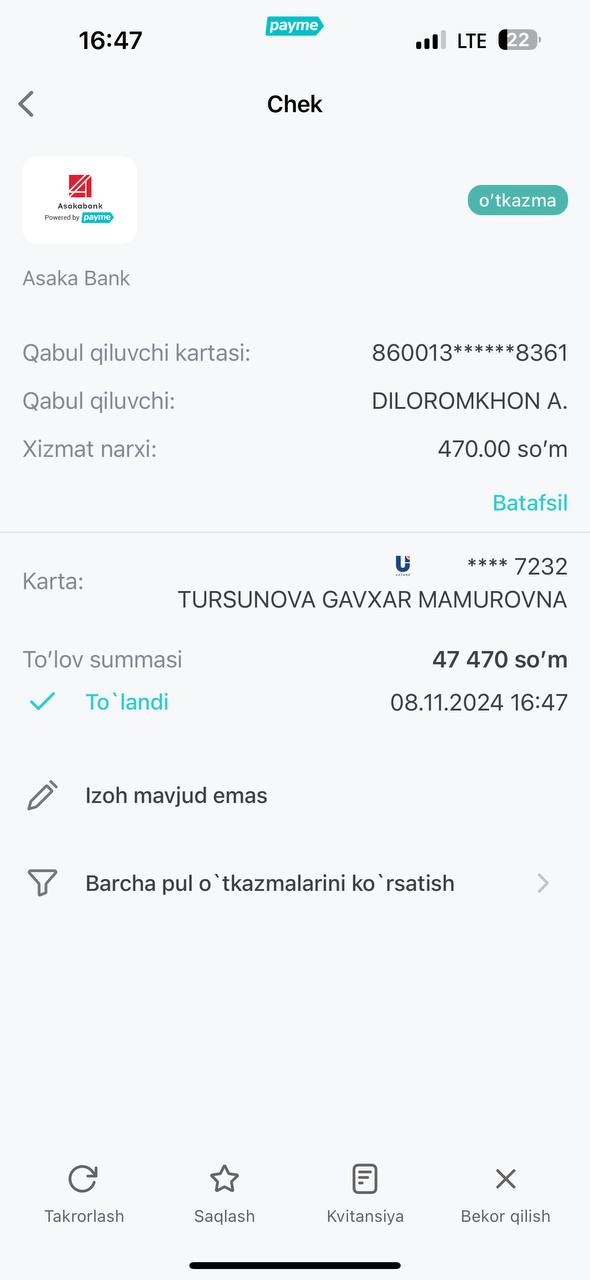 16:47
payme
LTE
22
Chek
Asakabank
Powered by payme
o‘tkazma
Asaka Bank
Qabul qiluvchi kartasi: 860013******8361
Qabul qiluvchi: DILOROMKHON A.
Xizmat narxi: 470.00 so‘m
Batafsil
Karta: **** 7232
TURSUNOVA GAVXAR MAMUROVNA
To‘lov summasi 47 470 so‘m
To`landi 08.11.2024 16:47
Izoh mavjud emas
Barcha pul o`tkazmalarini ko`rsatish
Takrorlash Saqlash Kvitansiya Bekor qilish